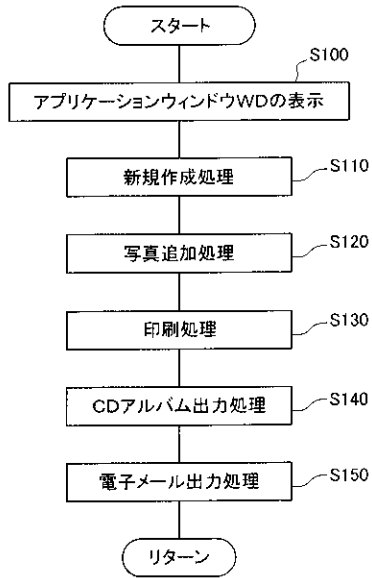 スタート
S100
アプリケーションウィンドウWDの表示
新規作成処理
S110
写真追加処理
S120
印刷処理
S130
CDアルバム出力処理
S140
電子メール出力処理
S150
リターン